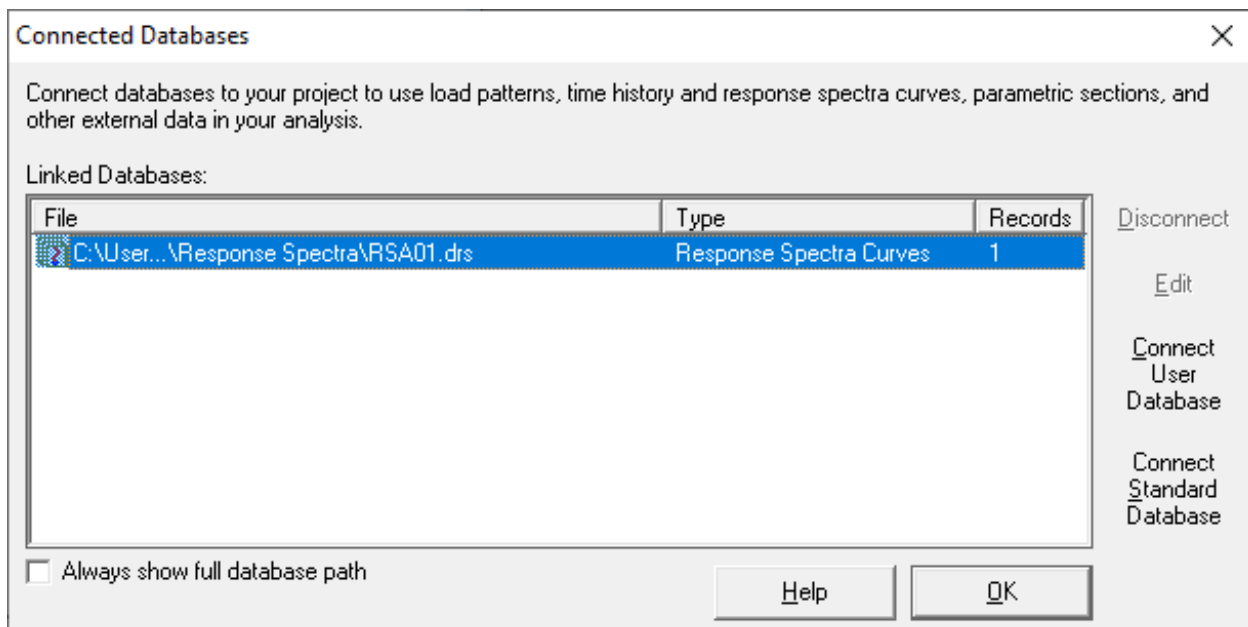 Connected Databases
Connect databases to your project to use load patterns, time history and response spectra curves, parametric sections, and
other external data in your analysis.
Linked Databases:
File Type Records
C:\User...\Response Spectra\RSA01.drs Response Spectra Curves 1
Disconnect
Edit
Connect
User
Database
Connect
Standard
Database
Always show full database path
Help OK